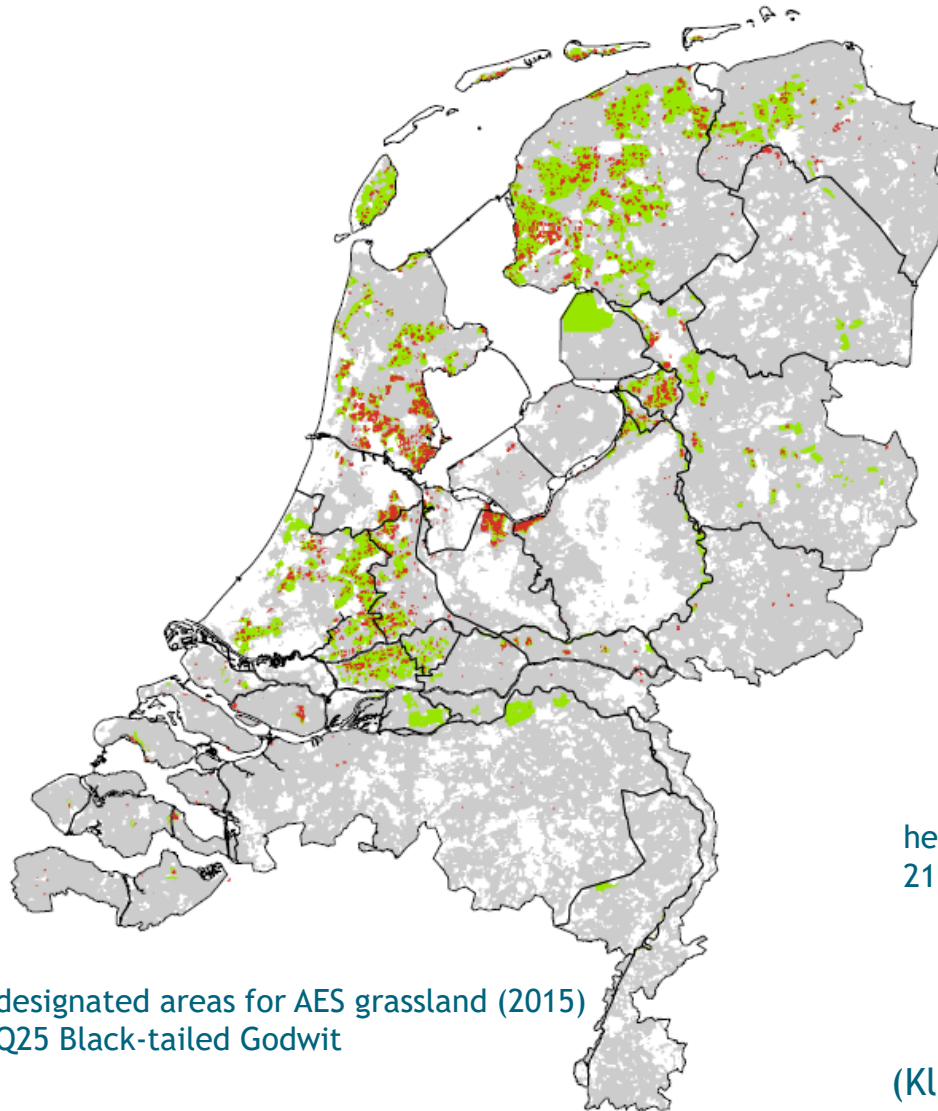 he
21
designated areas for AES grassland (2015)
Q25 Black-tailed Godwit
(Kl